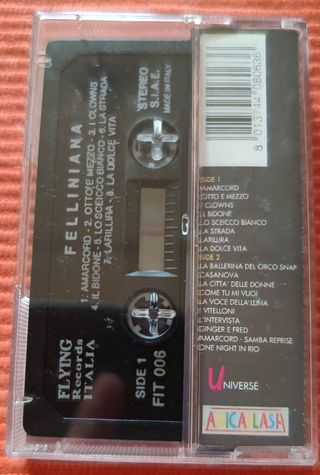 FELLINIANA
1. AMARCORD - 2. OTTO E MEZZO - 3. I CLOWNS
4. IL BIDONE - 5. LO SCEICCO BIANCO - 6. LA STRADA
7. LARILLIRA - 8. LA DOLCE VITA
STEREO
S.I.A.E.
MADE IN ITALY
FLYING
Records
ITALIA
SIDE 1
FIT 006
8 013744 080636
SIDE 1
AMARCORD
OTTO E MEZZO
I CLOWNS
IL BIDONE
LO SCEICCO BIANCO
LA STRADA
LARILLIRA
LA DOLCE VITA
SIDE 2
LA BALLERINA DEL CIRCO SNAP
CASANOVA
LA CITTA' DELLE DONNE
COME TU MI VUOI
LA VOCE DELLA LUNA
I VITELLONI
L'INTERVISTA
GINGER E FRED
AMARCORD - SAMBA REPRISE
ONE NIGHT IN RIO
UNIVERSE